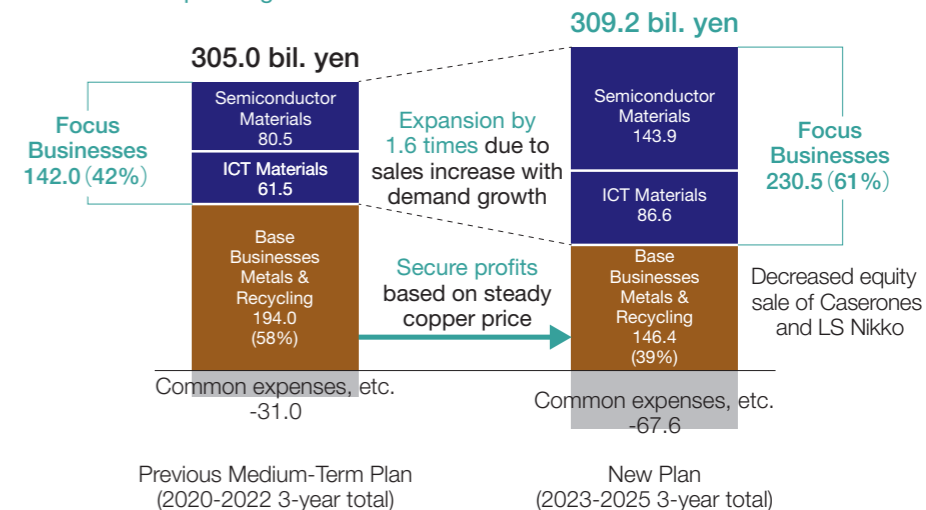 309.2 bil. yen
305.0 bil. yen
Semiconductor
Materials
80.5
ICT Materials
61.5
Focus
Businesses
142.0(42%)
Base
Businesses
Metals &
Recycling
194.0
(58%)
Common expenses, etc.
-31.0
Previous Medium-Term Plan
(2020-2022 3-year total)
Expansion by
1.6 times due to
sales increase with
demand growth
Secure profits
based on steady
copper price
Semiconductor
Materials
143.9
ICT Materials
86.6
Focus
Businesses
230.5(61%)
Base
Businesses
Metals &
Recycling
146.4
(39%)
Decreased equity
sale of Caserones
and LS Nikko
Common expenses, etc.
-67.6
New Plan
(2023-2025 3-year total)